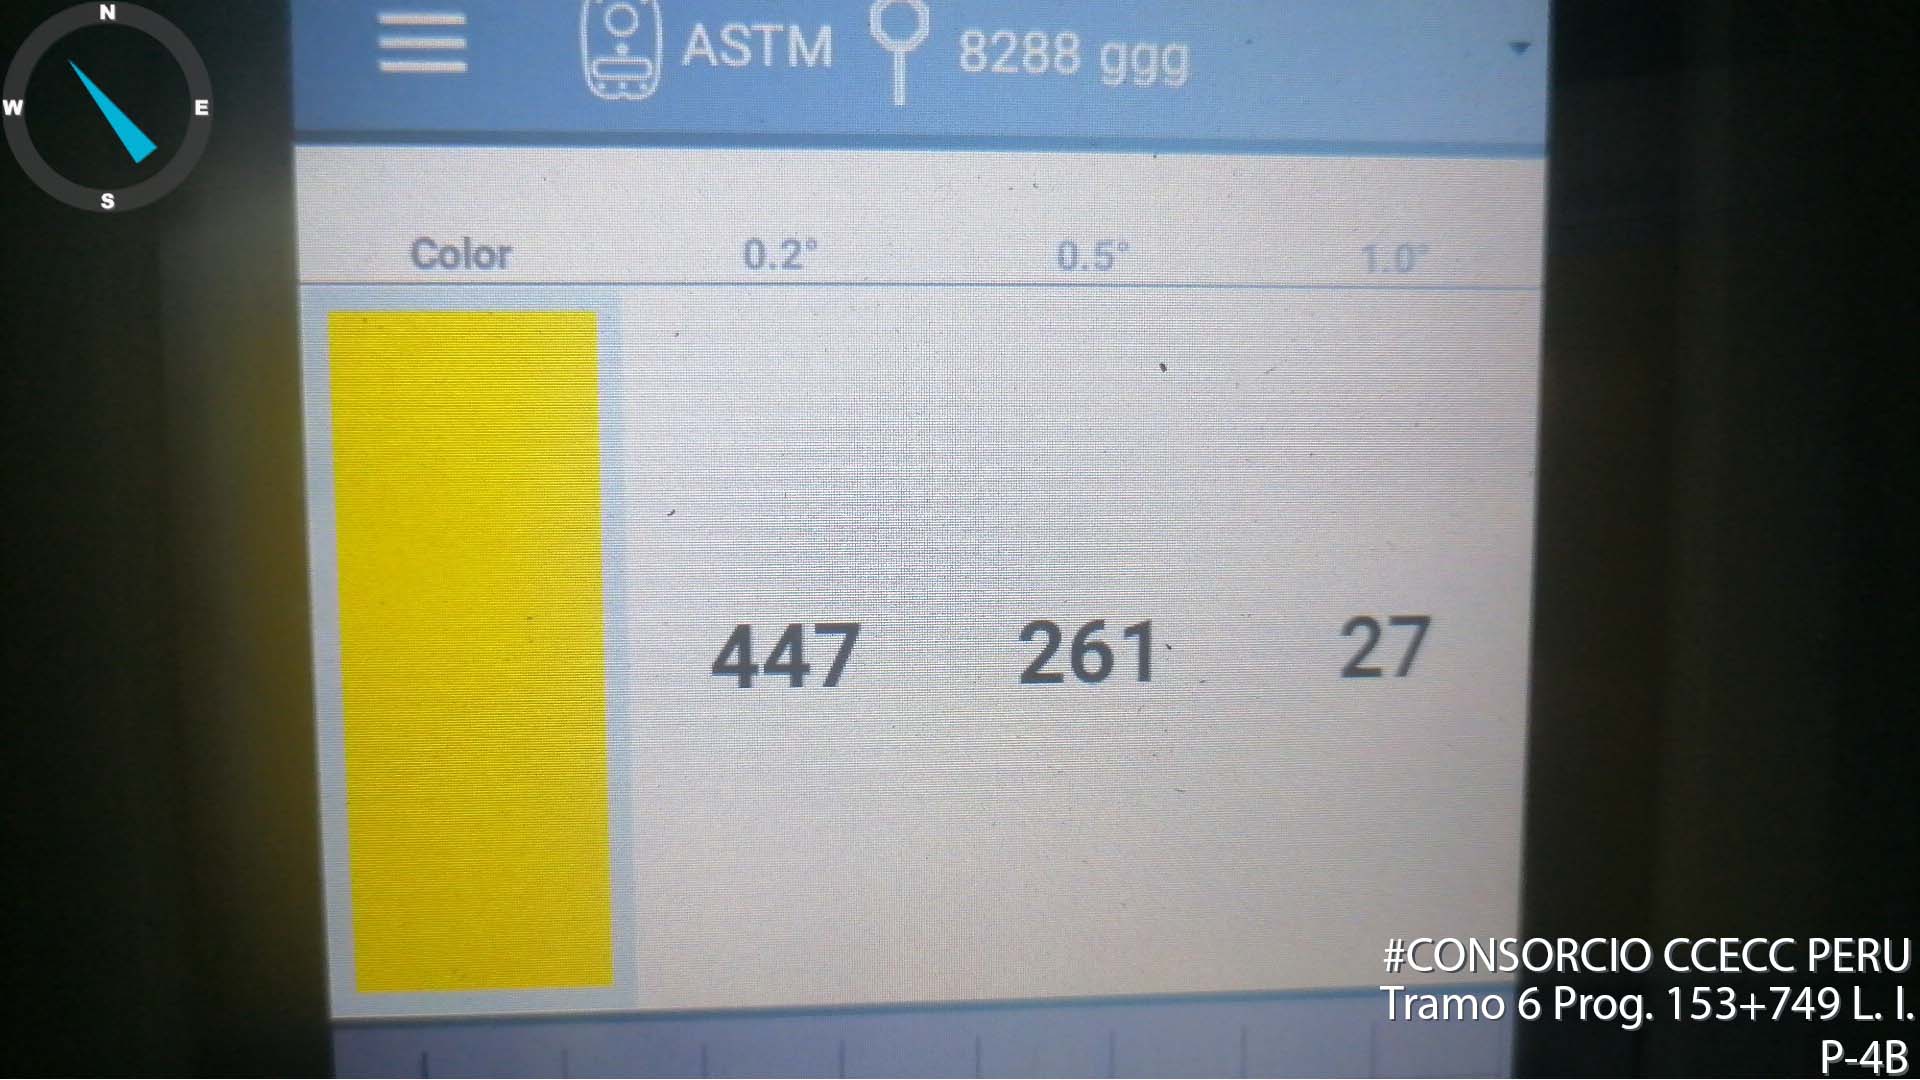 N
W E
S
ASTM 8288 ggg
Color 0.2° 0.5° 1.0°
447 261 27
#CONSORCIO CCECC PERU
Tramo 6 Prog. 153+749 L. I.
P-4B